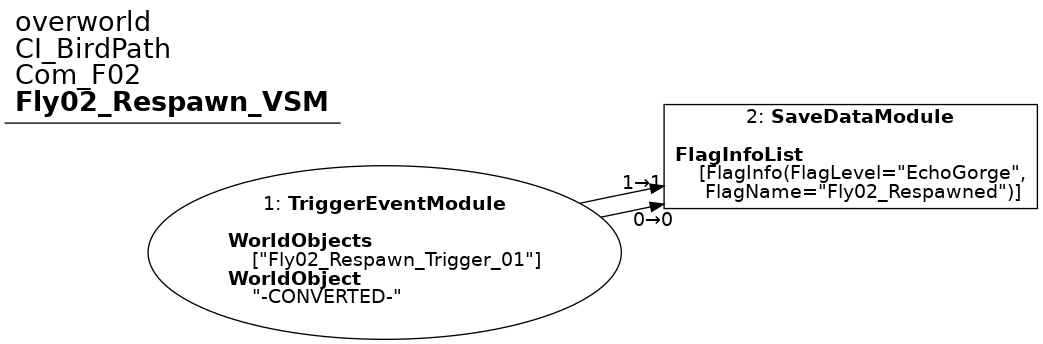 overworld
CI_BirdPath
Com_F02
Fly02_Respawn_VSM
2: SaveDataModule
FlagInfoList
[FlagInfo(FlagLevel="EchoGorge",
FlagName="Fly02_Respawned")]
1→1
0→0
1: TriggerEventModule
WorldObjects
["Fly02_Respawn_Trigger_01"]
WorldObject
"-CONVERTED-"